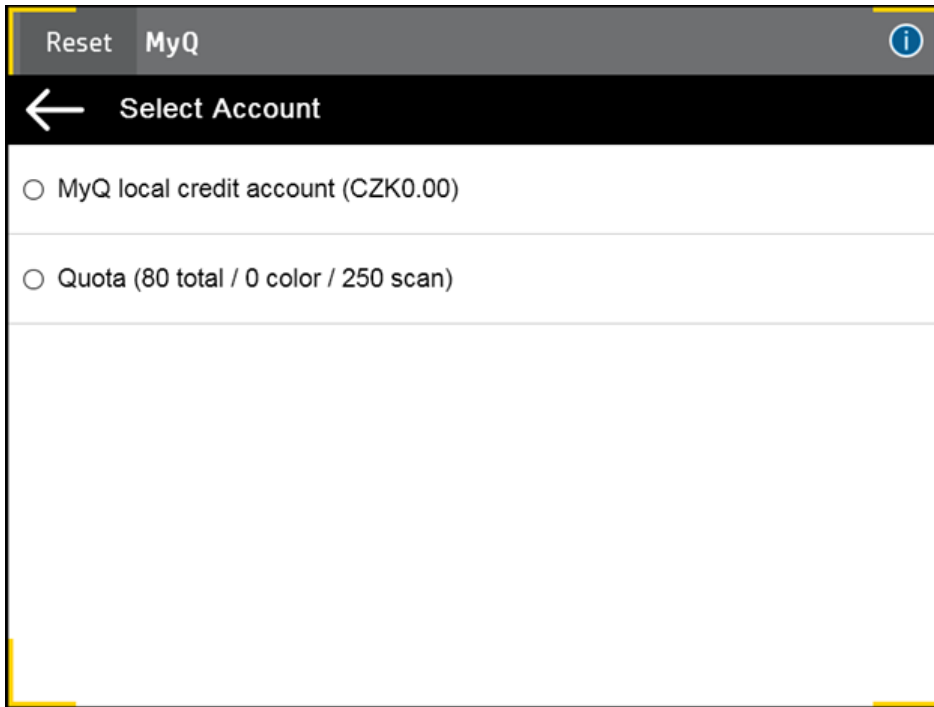 Reset MyQ
Select Account
MyQ local credit account (CZK0.00)
Quota (80 total / 0 color / 250 scan)